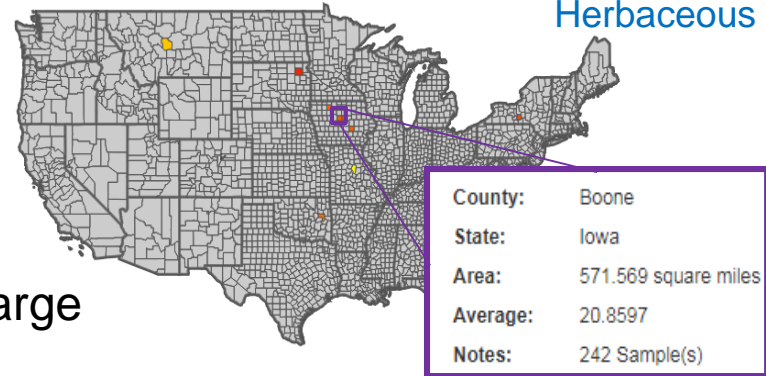 Herbaceous
arge
County: Boone
State: Iowa
Area: 571.569 square miles
Average: 20.8597
Notes: 242 Sample(s)